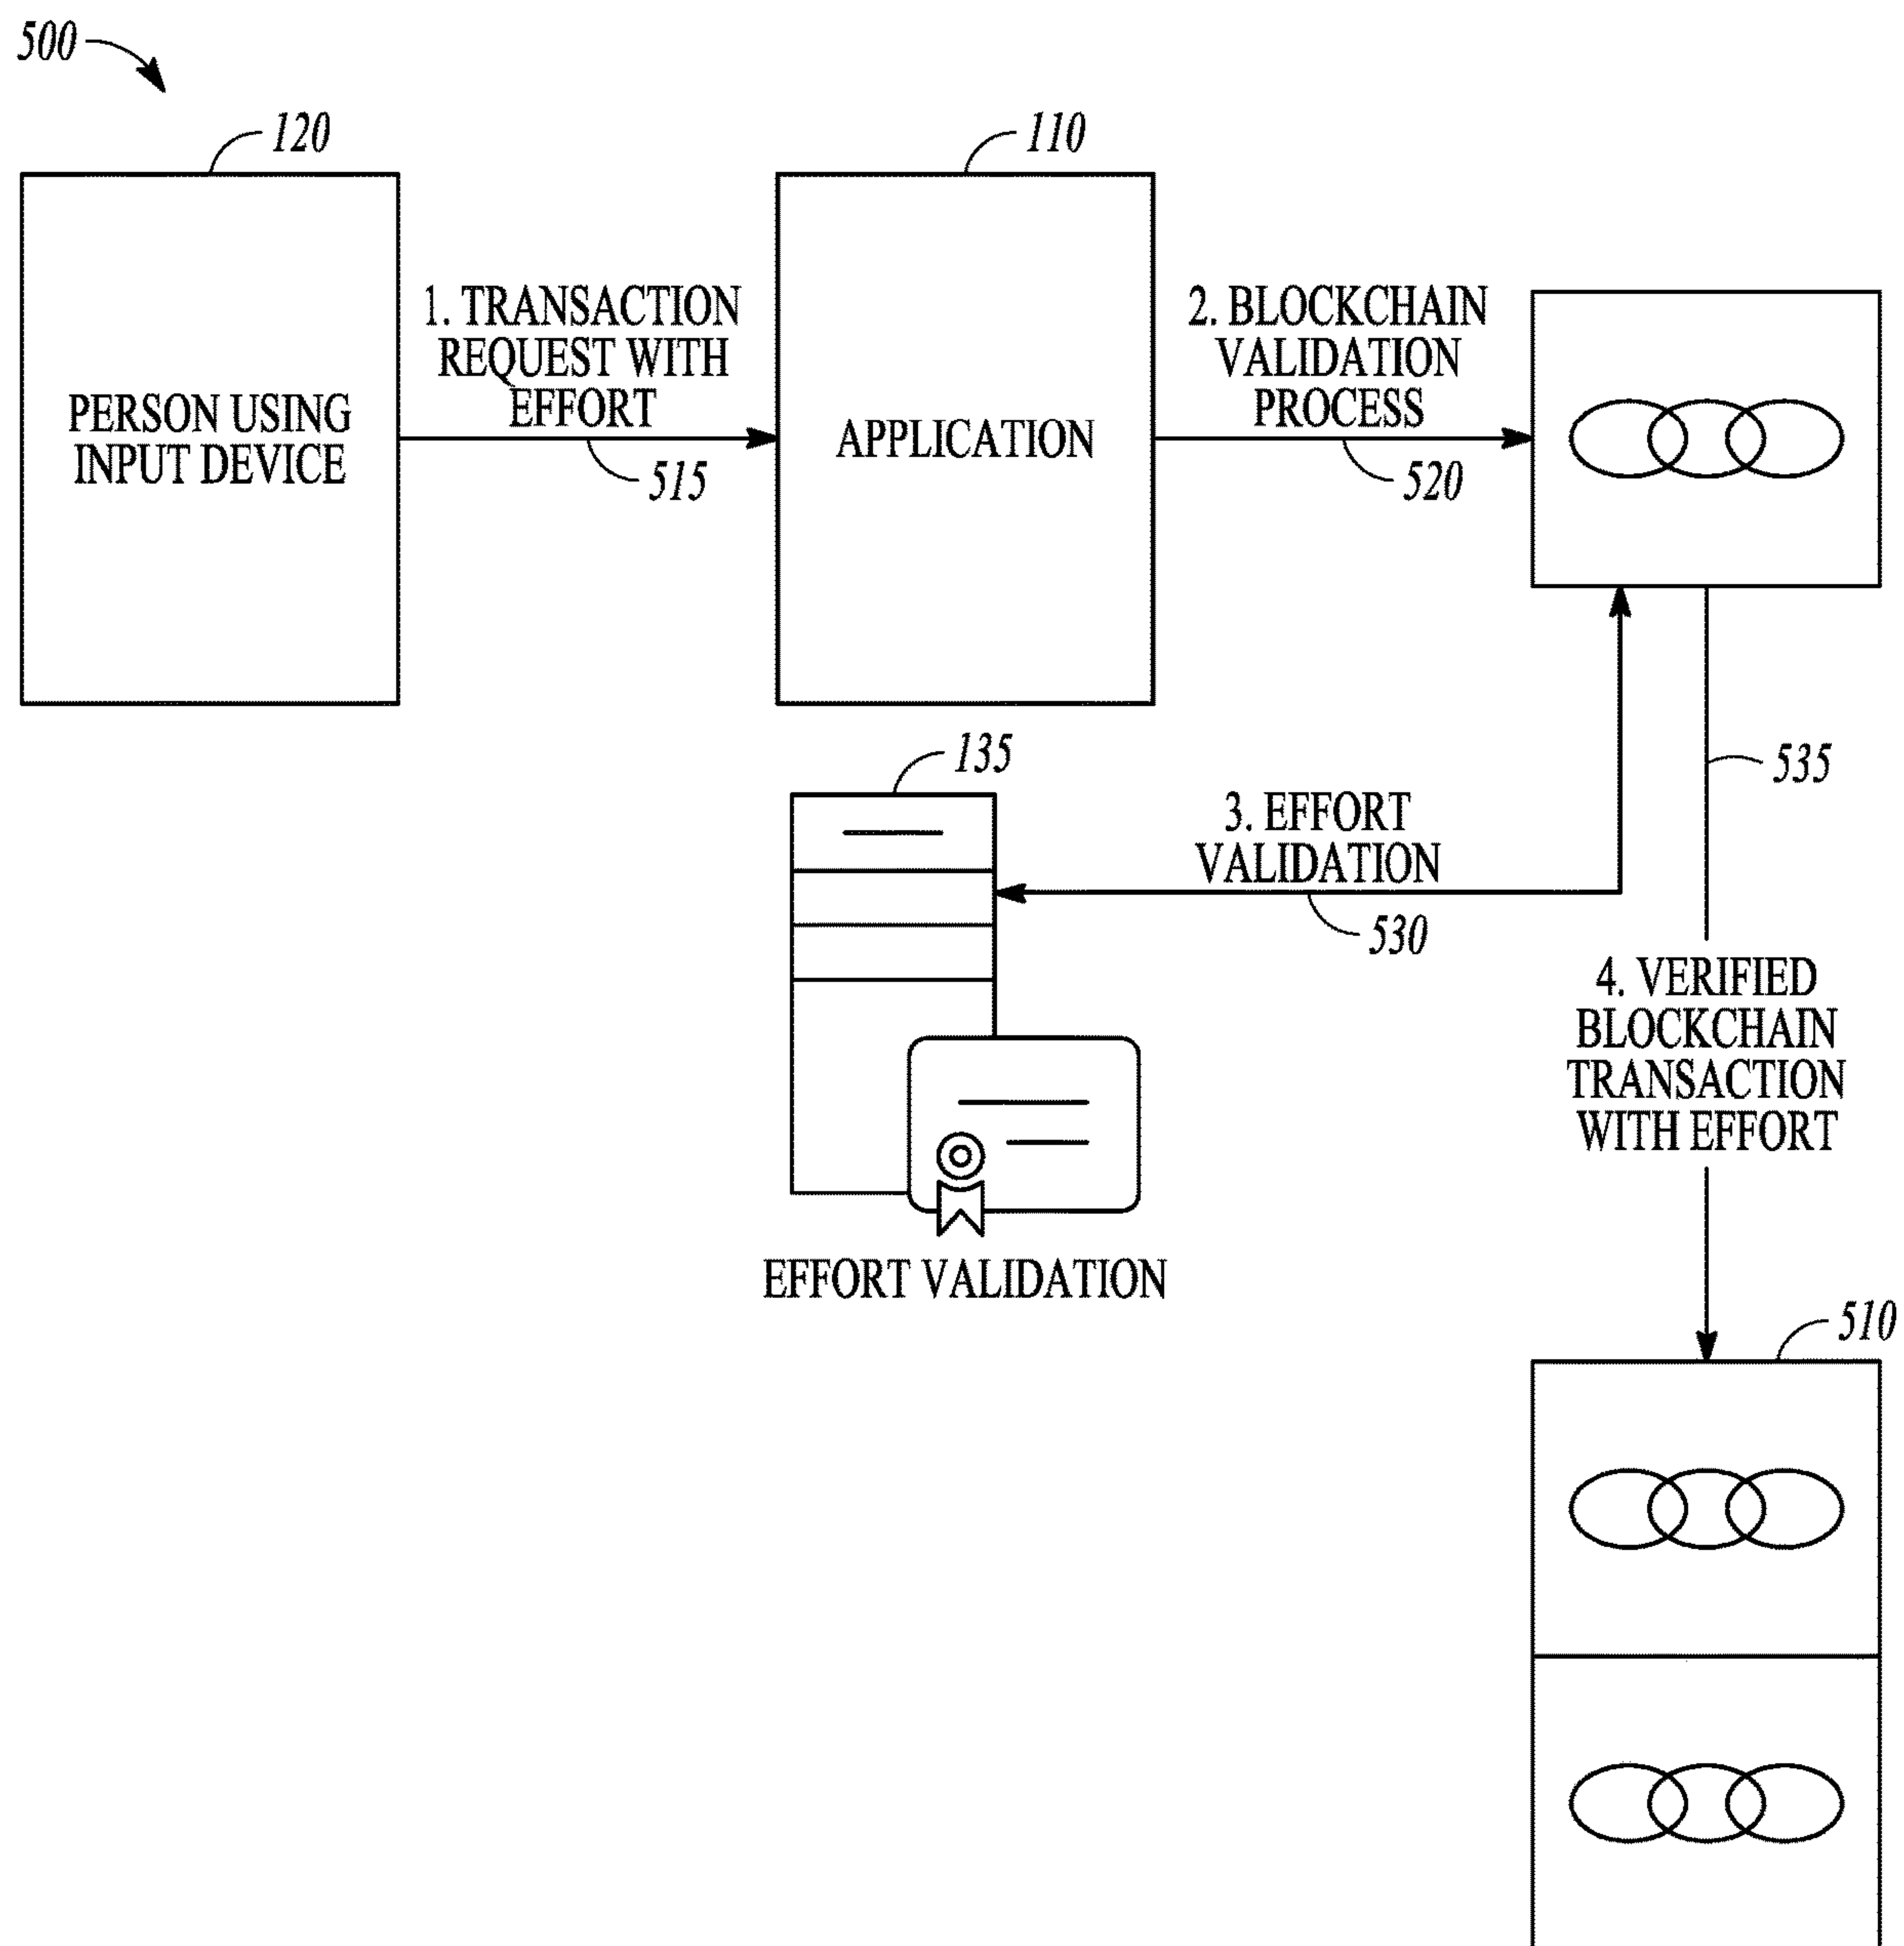 500
120
110
PERSON USING
INPUT DEVICE
1. TRANSACTION
REQUEST WITH
EFFORT
515
APPLICATION
2. BLOCKCHAIN
VALIDATION
PROCESS
520
135
3. EFFORT
VALIDATION
530
EFFORT VALIDATION
535
4. VERIFIED
BLOCKCHAIN
TRANSACTION
WITH EFFORT
510